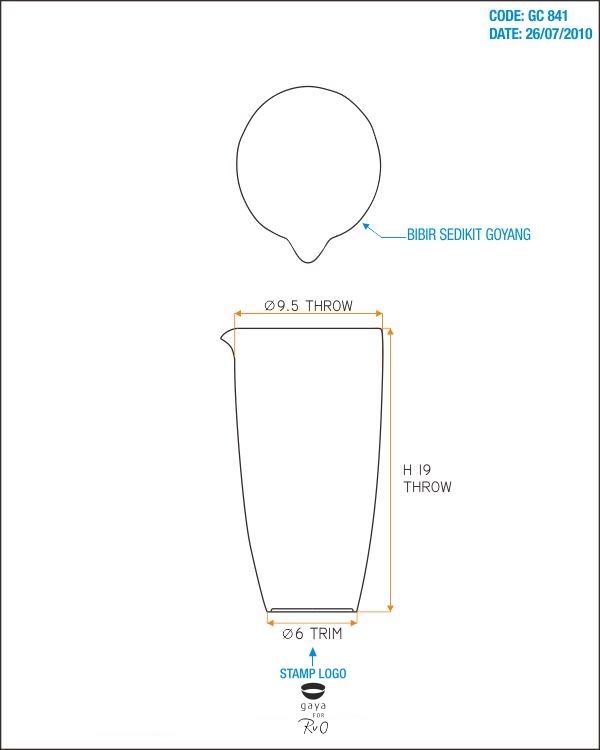 CODE: GC 841
DATE: 26/07/2010
BIBIR SEDIKIT GOYANG
Ø9.5 THROW
H 19
THROW
Ø6 TRIM
STAMP LOGO
gaya
FOR
RvO